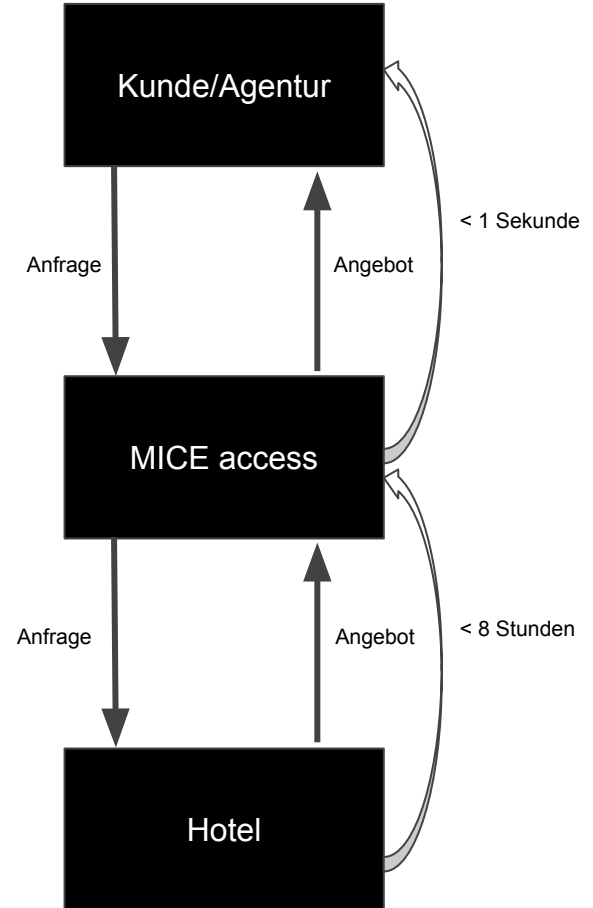 Kunde/Agentur
< 1 Sekunde
Anfrage
Angebot
MICE access
< 8 Stunden
Anfrage
Angebot
Hotel